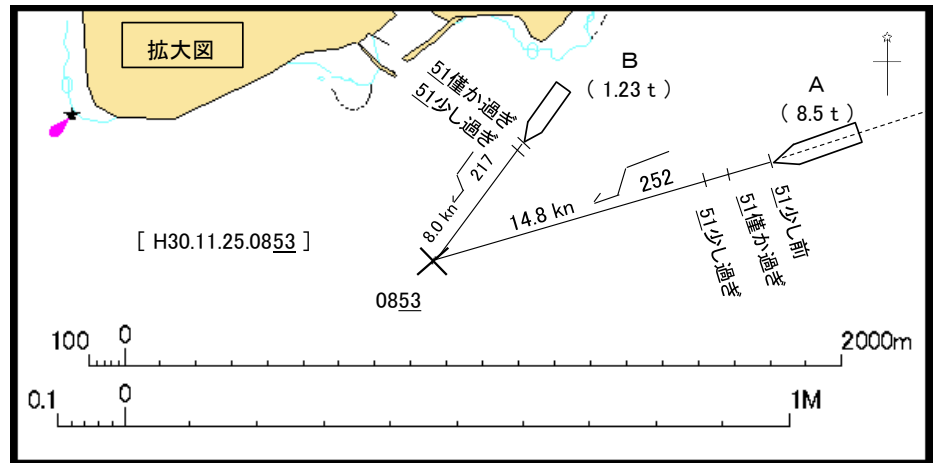 拡大図
B
( 1.23 t )
A
( 8.5 t )
51僅か過ぎ
51少し過ぎ
217
8.0 kn
252
14.8 kn
51少し前
51僅か過ぎ
51少し過ぎ
[ H30.11.25.0853 ]
0853
100 0 2000m
0.1 0 1M